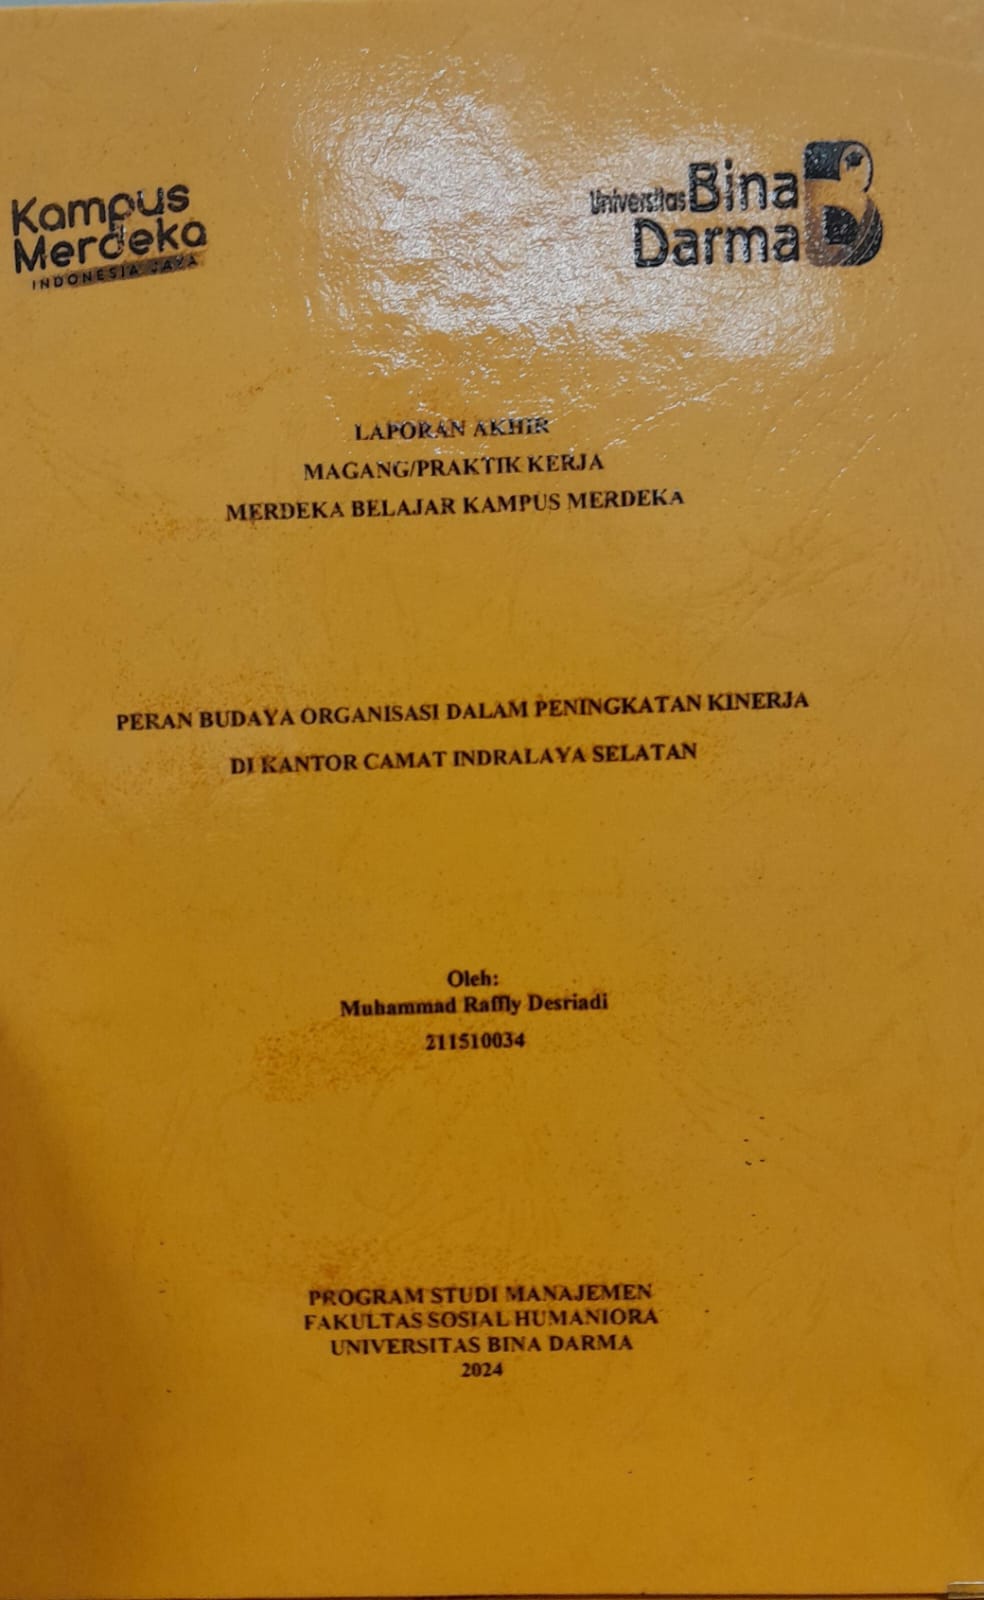 Kampus
Merdeka
INDONESIA JAYA
Universitas Bina
Darma
LAPORAN AKHIR
MAGANG/PRAKTIK KERJA
MERDEKA BELAJAR KAMPUS MERDEKA
PERAN BUDAYA ORGANISASI DALAM PENINGKATAN KINERJA
DI KANTOR CAMAT INDRALAYA SELATAN
Oleh:
Muhammad Raffly Desriadi
211510034
PROGRAM STUDI MANAJEMEN
FAKULTAS SOSIAL HUMANIORA
UNIVERSITAS BINA DARMA
2024